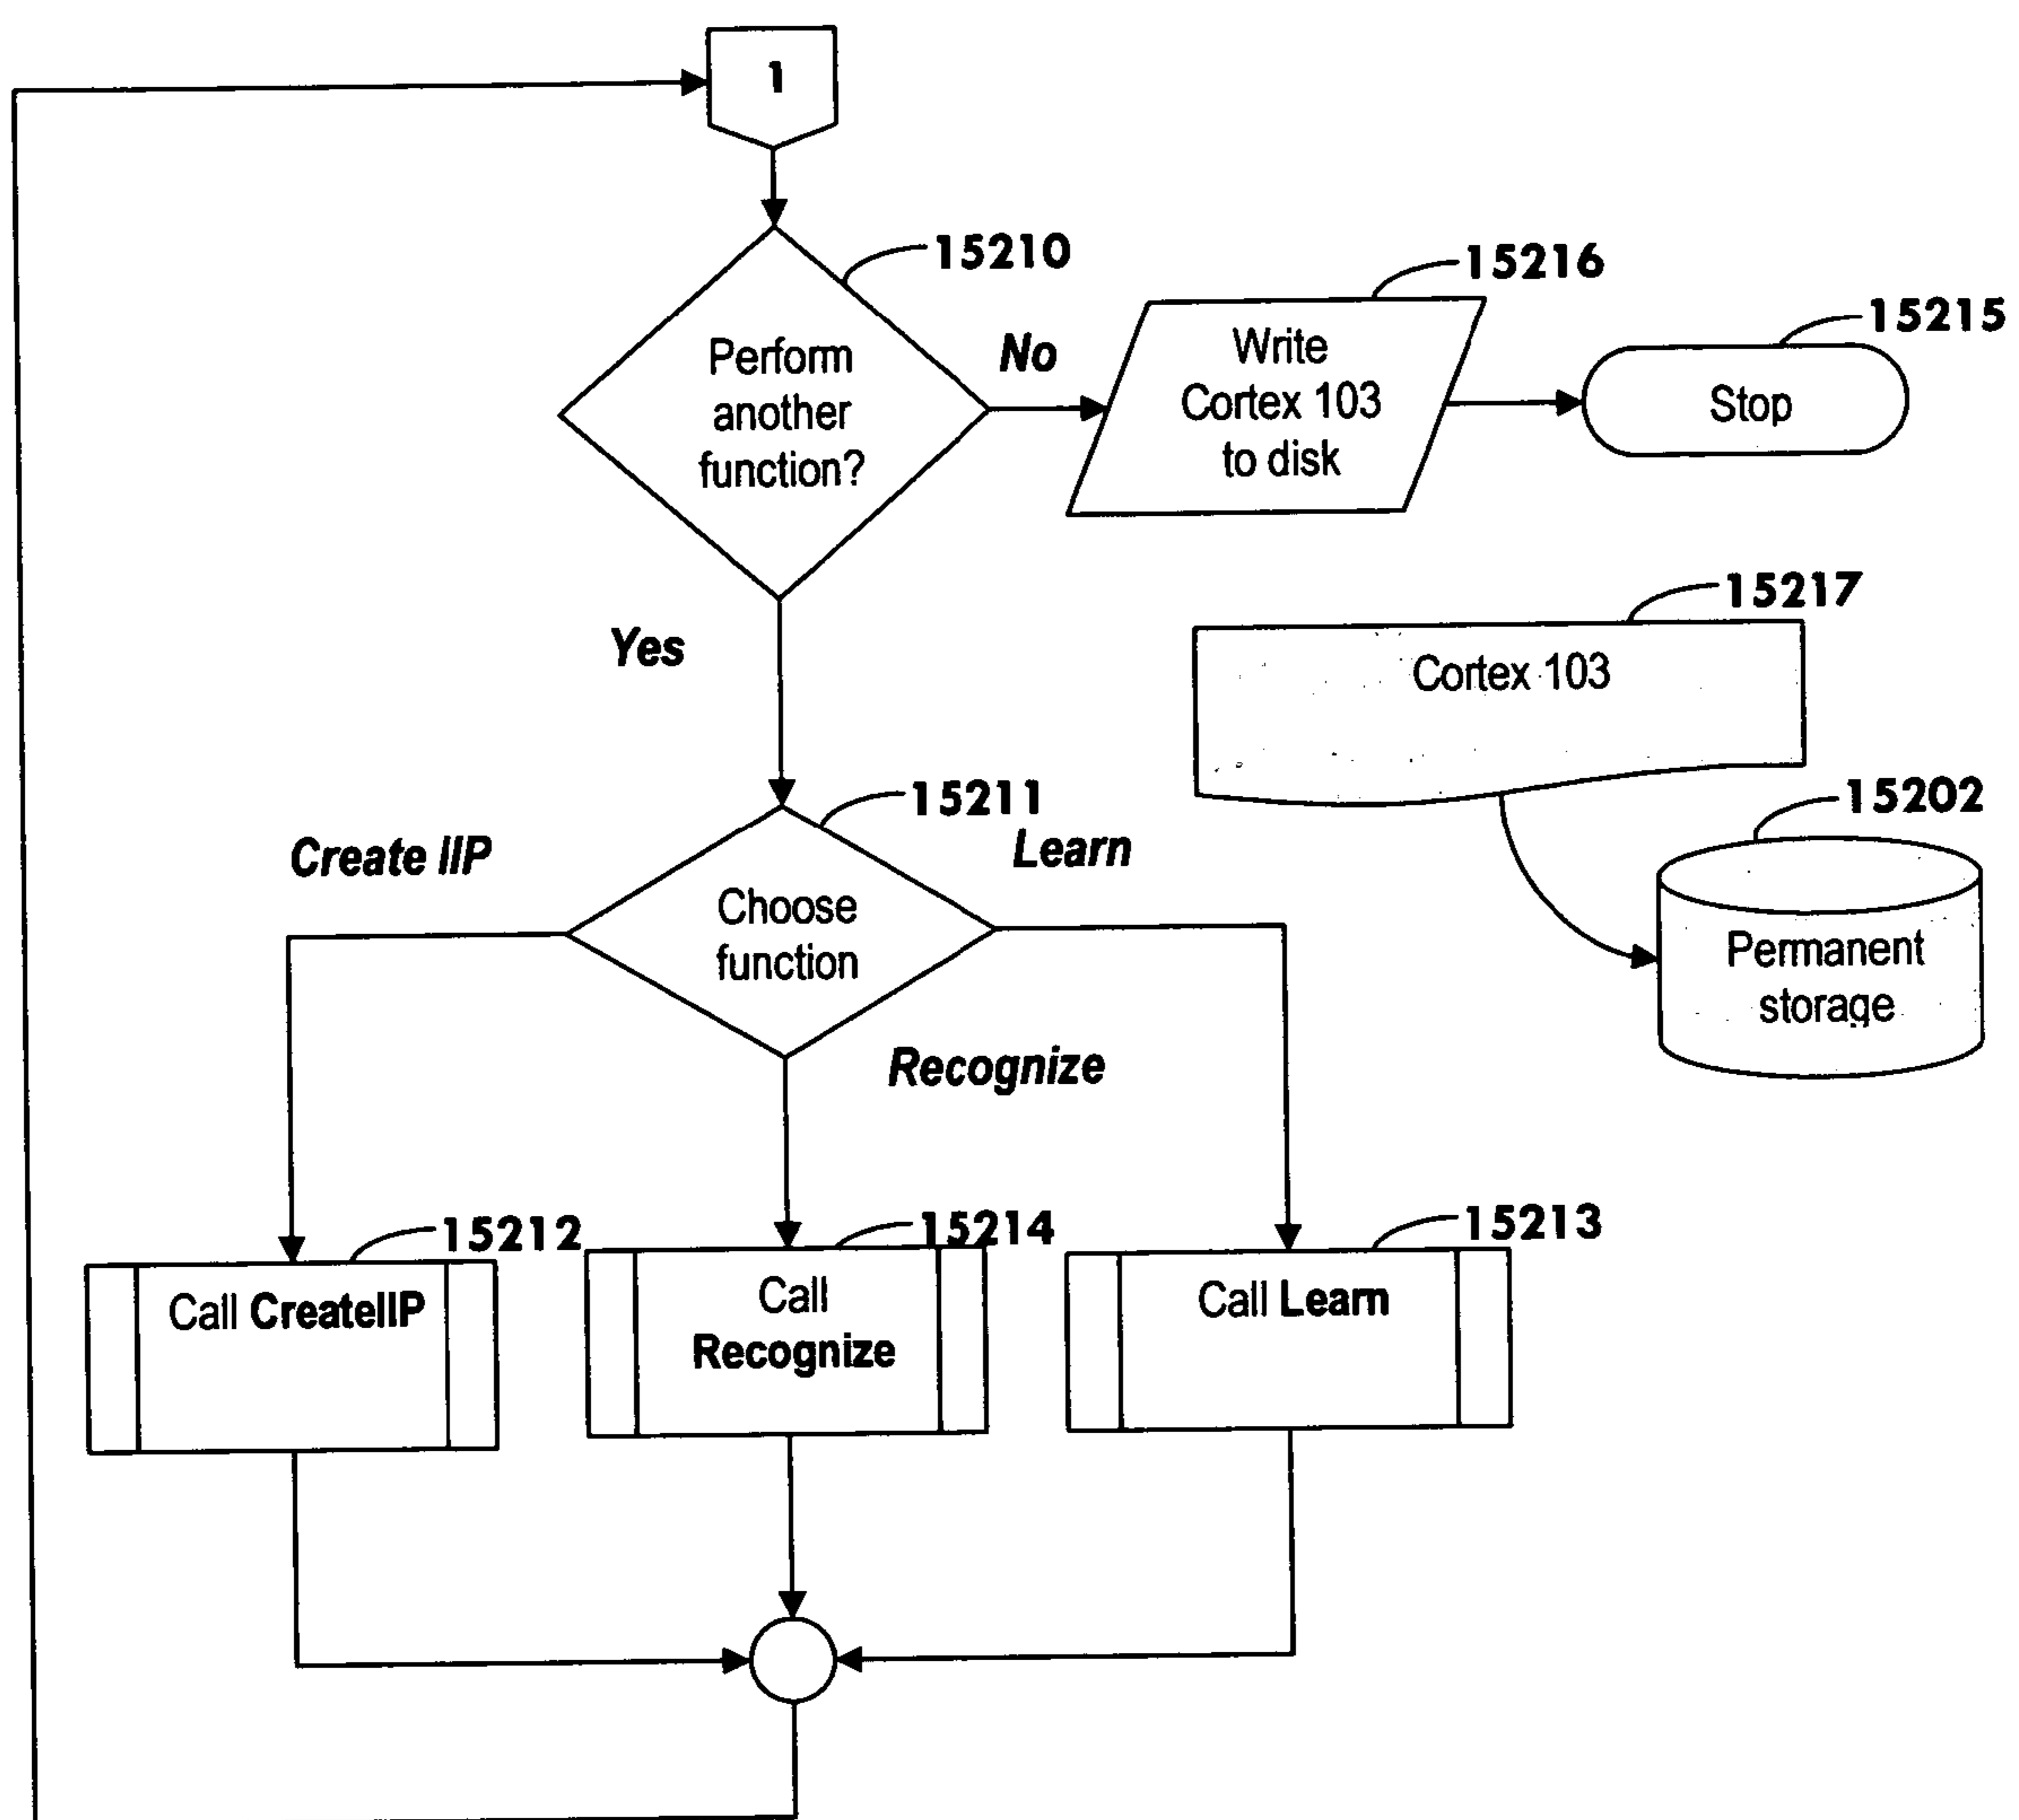 1
15210
Perform
another
function?
No
15216
Write
Cortex 103
to disk
15215
Stop
Yes
15217
Cortex 103
15202
Permanent
storage
15211
Choose
function
Create IIP
Learn
Recognize
15212
Call CreateIIP
15214
Call
Recognize
15213
Call Learn